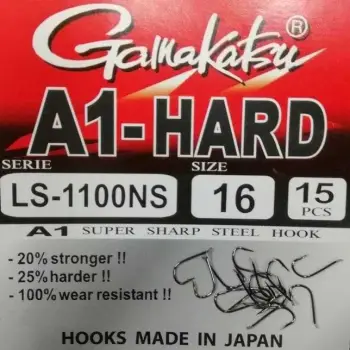 Gamakatsu®
A1-HARD
SERIE SIZE
LS-1100NS 16 15 PCS
A1 SUPER SHARP STEEL HOOK
- 20% stronger !!
- 25% harder !!
- 100% wear resistant !!
HOOKS MADE IN JAPAN